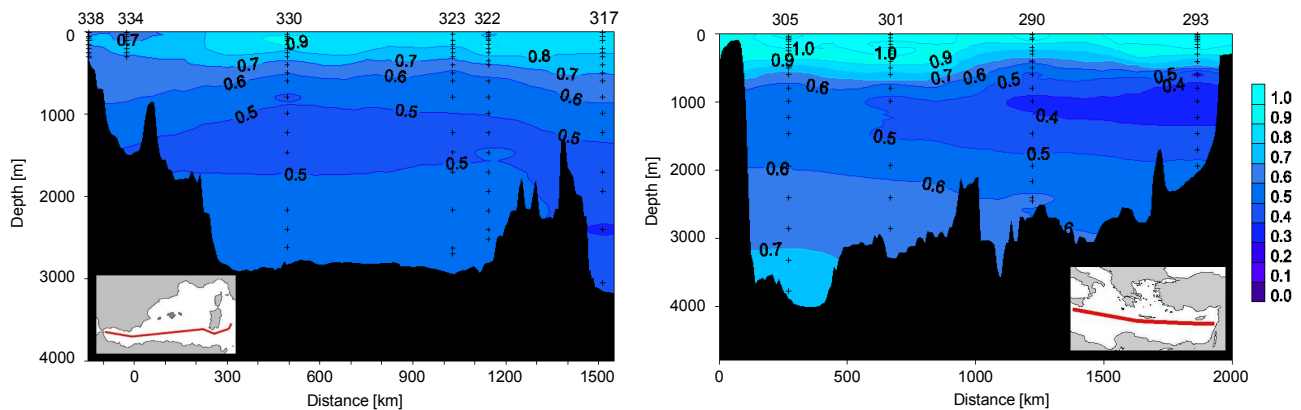 338 334 330 323 322 317
0
1000
2000
3000
4000
Depth [m]
0.7 0.9 0.8
0.7 0.7 0.7
0.6 0.6 0.6
0.5 0.5 0.5
0.5 0.5
0 300 600 900 1200 1500
Distance [km]
305 301 290 293
0
1000
2000
3000
4000
Depth [m]
1.0 1.0
0.9 0.9
0.7 0.6 0.5 0.5
0.6 0.4
0.5 0.4
0.5
0.6 0.6
0.6
0.7
0 500 1000 1500 2000
Distance [km]
1.0
0.9
0.8
0.7
0.6
0.5
0.4
0.3
0.2
0.1
0.0